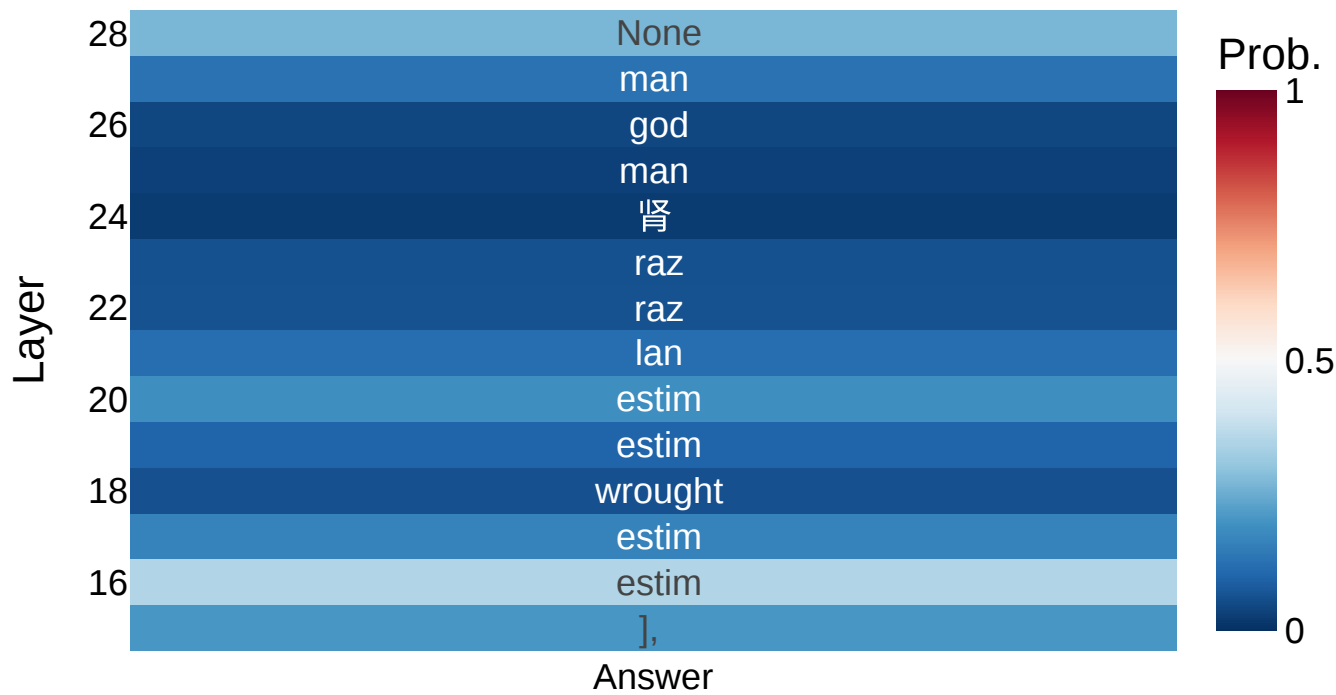 28 None
man
26 god
man
24 肾
raz
22 raz
lan
20 estim
estim
18 wrought
estim
16 estim
],
Layer
Answer
Prob.
1
0.5
0